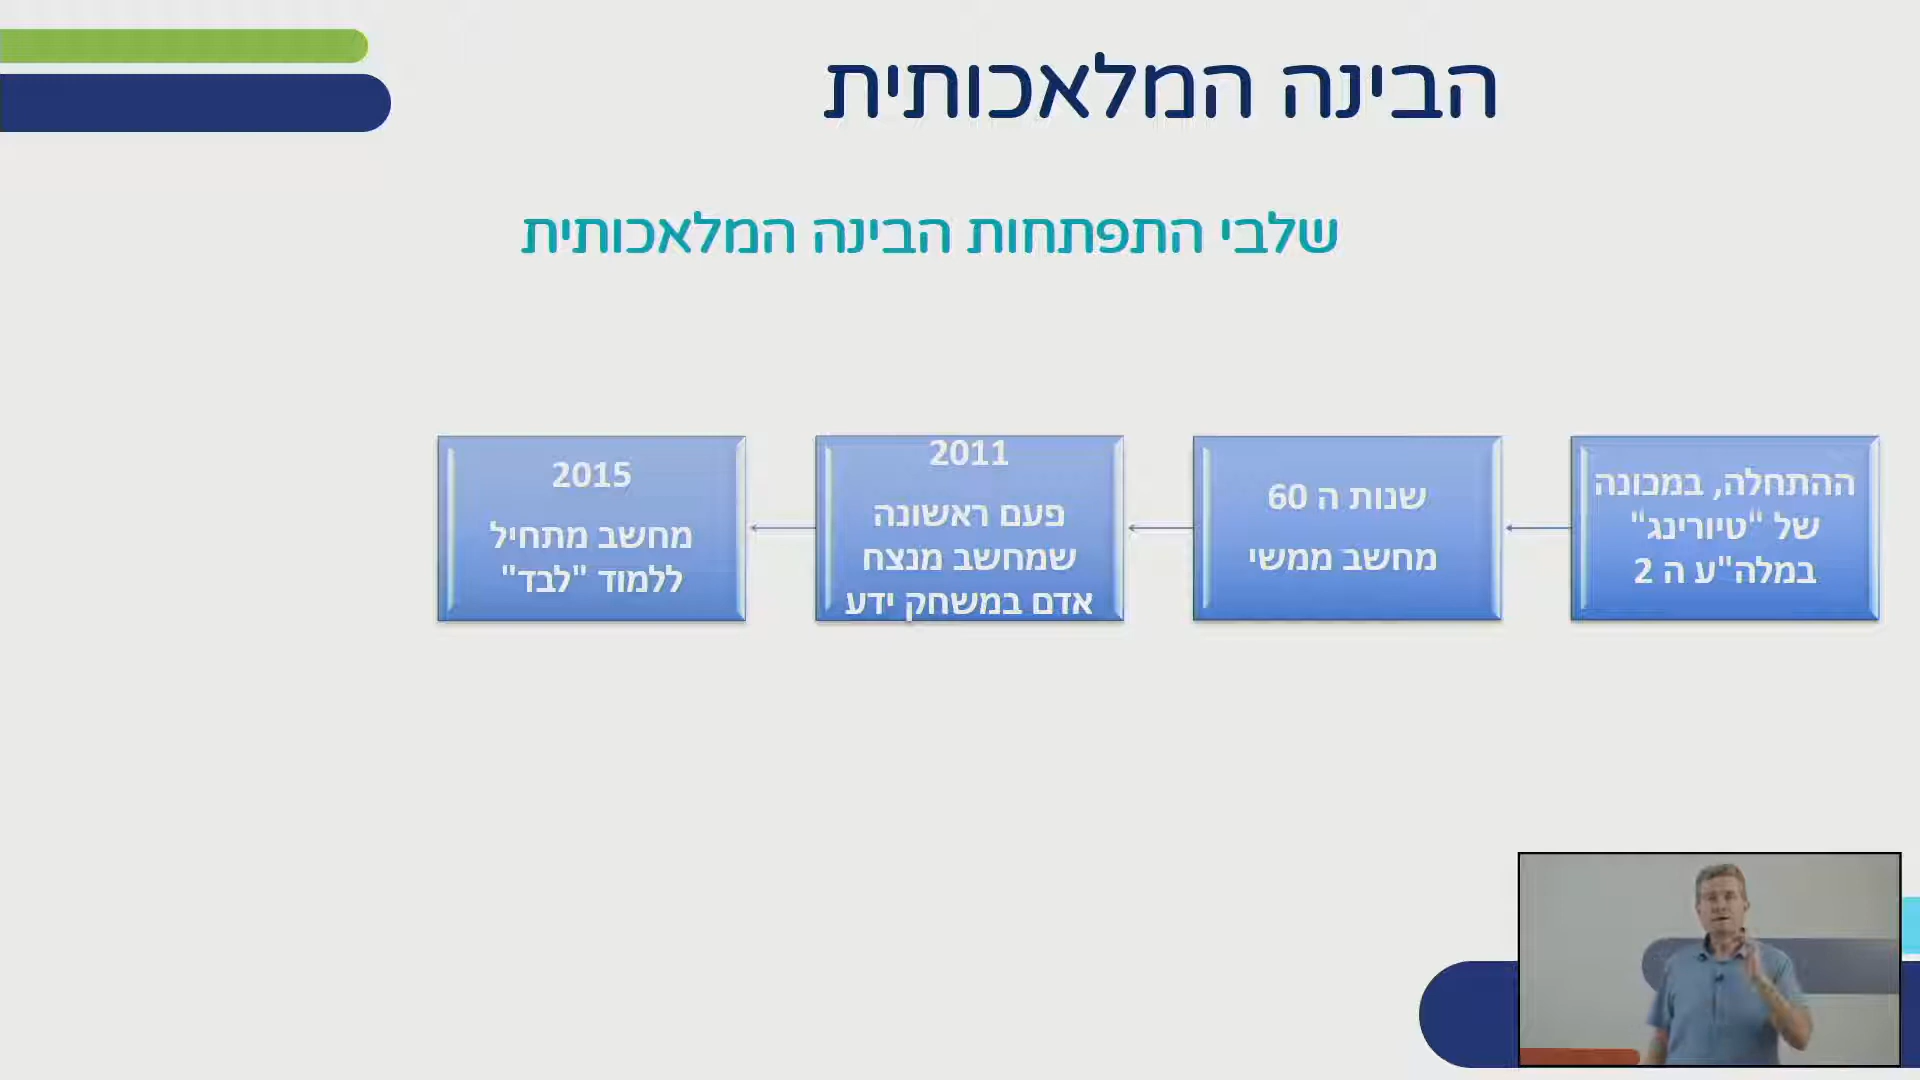 הבינה המלאכותית
שלבי התפתחות הבינה המלאכותית
ההתחלה, במכונה
של "טיורינג"
במלה"ע ה 2
שנות ה 60
מחשב ממשי
2011
פעם ראשונה
שמחשב מנצח
אדם במשחק ידע
2015
מחשב מתחיל
ללמוד "לבד"